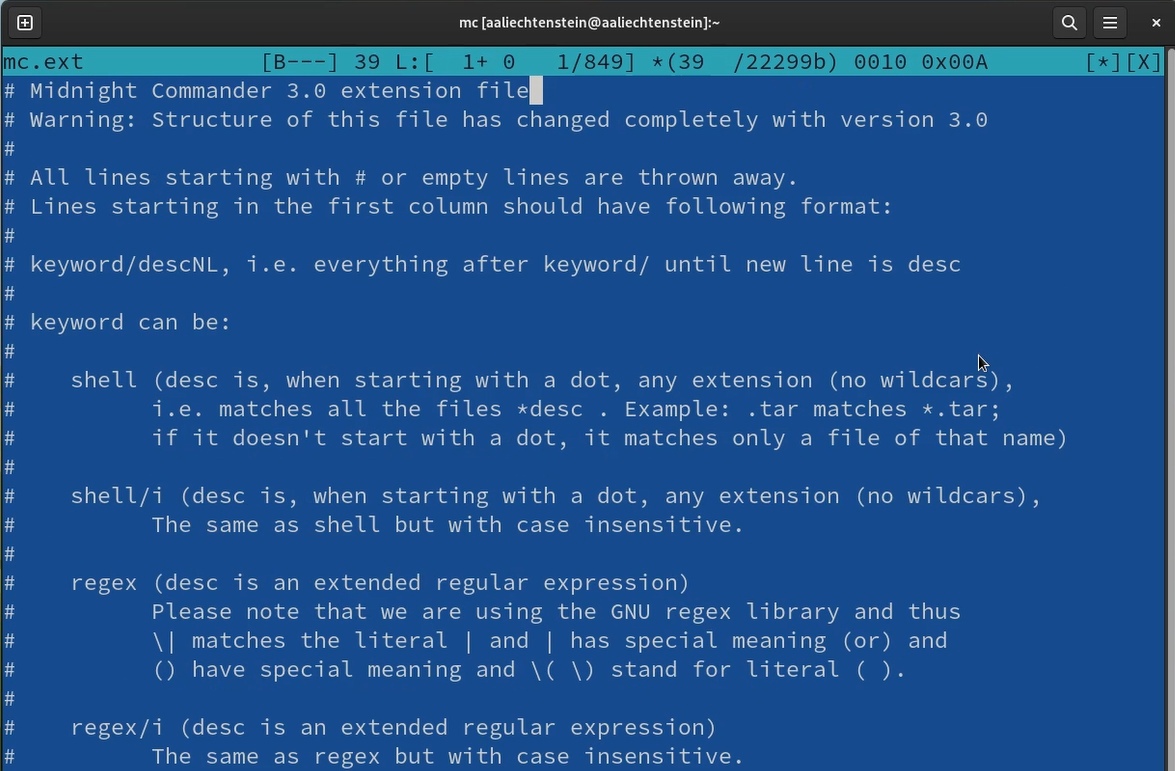 mc [aaliechtenstein@aaliechtenstein]:~
mc.ext [B---] 39 L:[  1+ 0   1/849] *(39  /22299b) 0010 0x00A [*][X]
# Midnight Commander 3.0 extension file
# Warning: Structure of this file has changed completely with version 3.0
#
# All lines starting with # or empty lines are thrown away.
# Lines starting in the first column should have following format:
#
# keyword/descNL, i.e. everything after keyword/ until new line is desc
#
# keyword can be:
#
#    shell (desc is, when starting with a dot, any extension (no wildcars),
#          i.e. matches all the files *desc . Example: .tar matches *.tar;
#          if it doesn't start with a dot, it matches only a file of that name)
#
#    shell/i (desc is, when starting with a dot, any extension (no wildcars),
#          The same as shell but with case insensitive.
#
#    regex (desc is an extended regular expression)
#          Please note that we are using the GNU regex library and thus
#          \| matches the literal | and | has special meaning (or) and
#          () have special meaning and \( \) stand for literal ( ).
#
#    regex/i (desc is an extended regular expression)
#          The same as regex but with case insensitive.